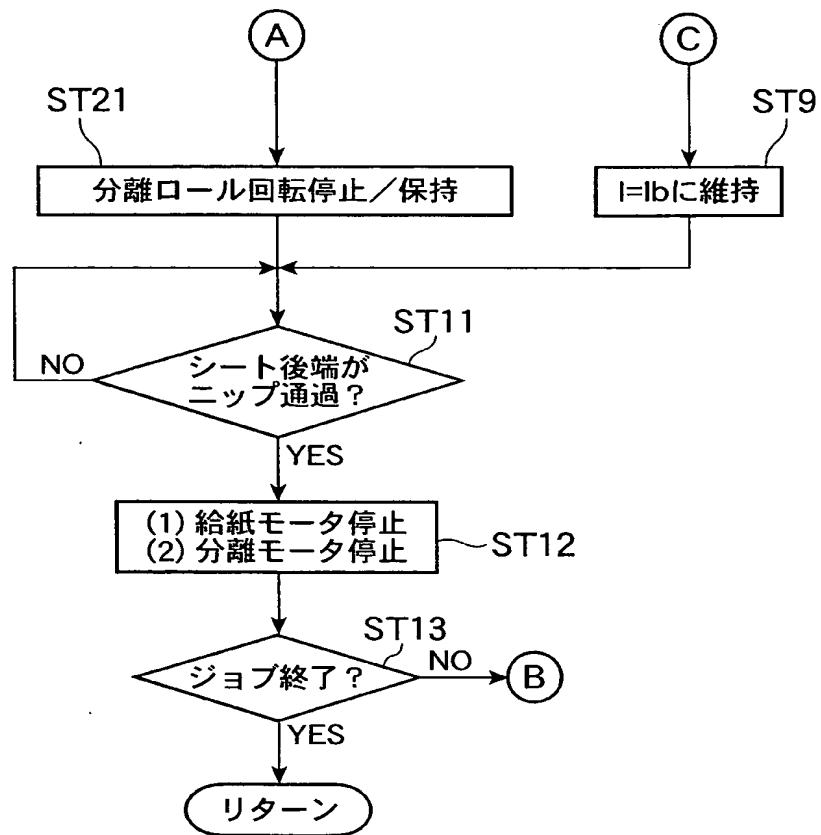 A
C
ST21
ST9
分離ロール回転停止／保持
I=Ibに維持
ST11
NO
シート後端が
ニップ通過？
YES
(1) 給紙モータ停止
(2) 分離モータ停止
ST12
ST13
ジョブ終了？
NO
B
YES
リターン